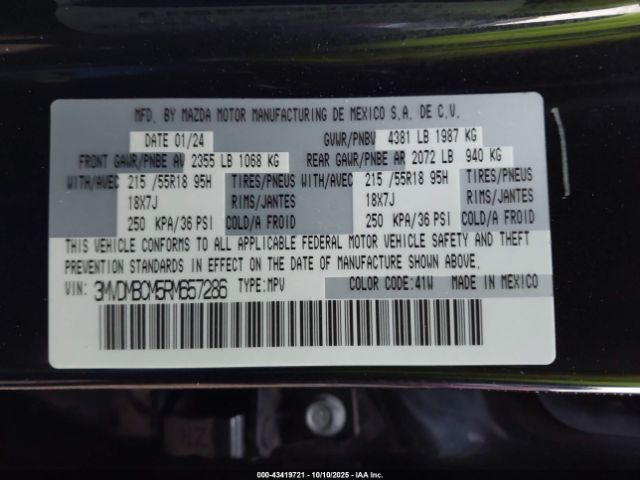 MFD. BY MAZDA MOTOR MANUFACTURING DE MEXICO S.A. DE C.V.
DATE 01/24 GVWR/PNBV 4381 LB 1987 KG
FRONT GAWR/PNBE AV 2355 LB 1068 KG REAR GAWR/PNBE AR 2072 LB 940 KG
WITH/AVEC 215 /55R18 95H TIRES/PNEUS WITH/AVEC 215 /55R18 95H TIRES/PNEUS
18X7J RIMS/JANTES 18X7J RIMS/JANTES
250 KPA/36 PSI COLD/A FROID 250 KPA/36 PSI COLD/A FROID
THIS VEHICLE CONFORMS TO ALL APPLICABLE FEDERAL MOTOR VEHICLE SAFETY AND THEFT
PREVENTION STANDARDS IN EFFECT ON THE DATE OF MANUFACTURE SHOWN ABOVE.
VIN: 3MVDMBCM5RM657286 TYPE:MPV COLOR CODE:41W MADE IN MEXICO
000-43419721 - 10/10/2025 - IAA Inc.